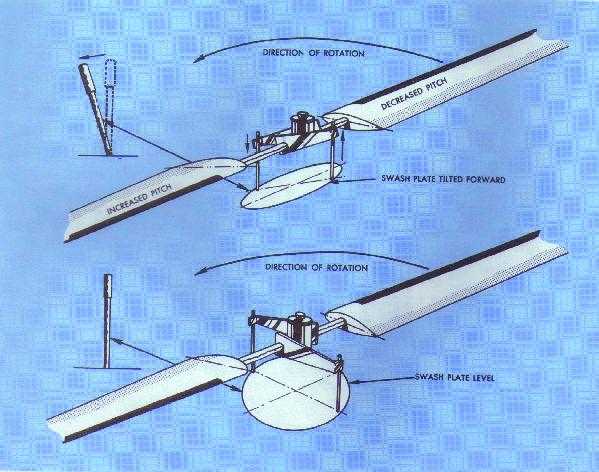 DIRECTION OF ROTATION
DECREASED PITCH
SWASH PLATE TILTED FORWARD
INCREASED PITCH
DIRECTION OF ROTATION
SWASH PLATE LEVEL